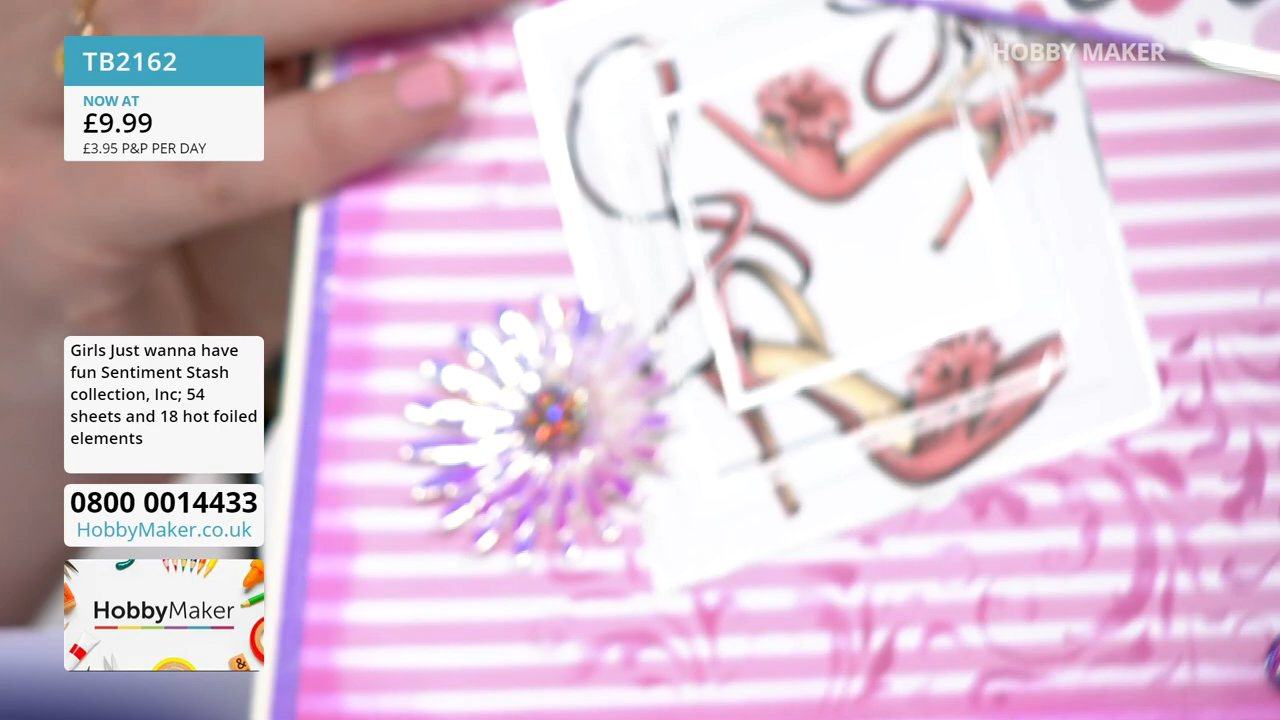 TB2162
NOW AT
£9.99
£3.95 P&P PER DAY
HOBBY MAKER
Girls Just wanna have
fun Sentiment Stash
collection, Inc; 54
sheets and 18 hot foiled
elements
0800 0014433
HobbyMaker.co.uk
HobbyMaker
&